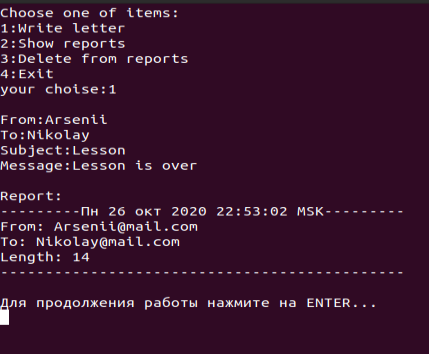 Choose one of items:
1:Write letter
2:Show reports
3:Delete from reports
4:Exit
your choise:1
From:Arsenii
To:Nikolay
Subject:Lesson
Message:Lesson is over
Report:
---------Пн 26 окт 2020 22:53:02 MSK---------
From: Arsenii@mail.com
To: Nikolay@mail.com
Length: 14
---------------------------------------------
Для продолжения работы нажмите на ENTER...